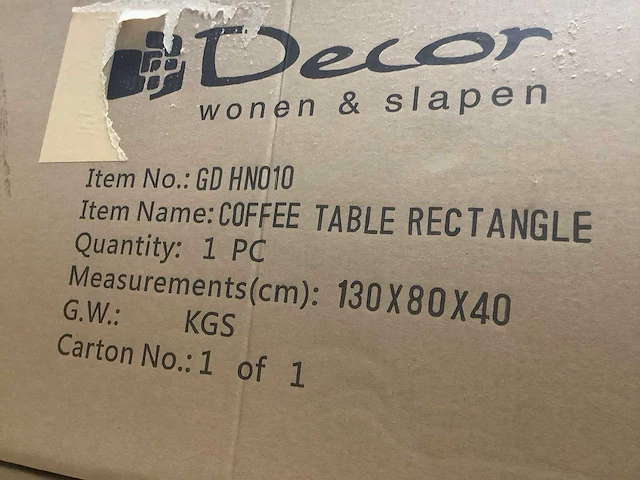 Decor
wonen & slapen
Item No.: GD HN010
Item Name: COFFEE TABLE RECTANGLE
Quantity: 1 PC
Measurements(cm): 130X80X40
G.W.: KGS
Carton No.: 1 of 1